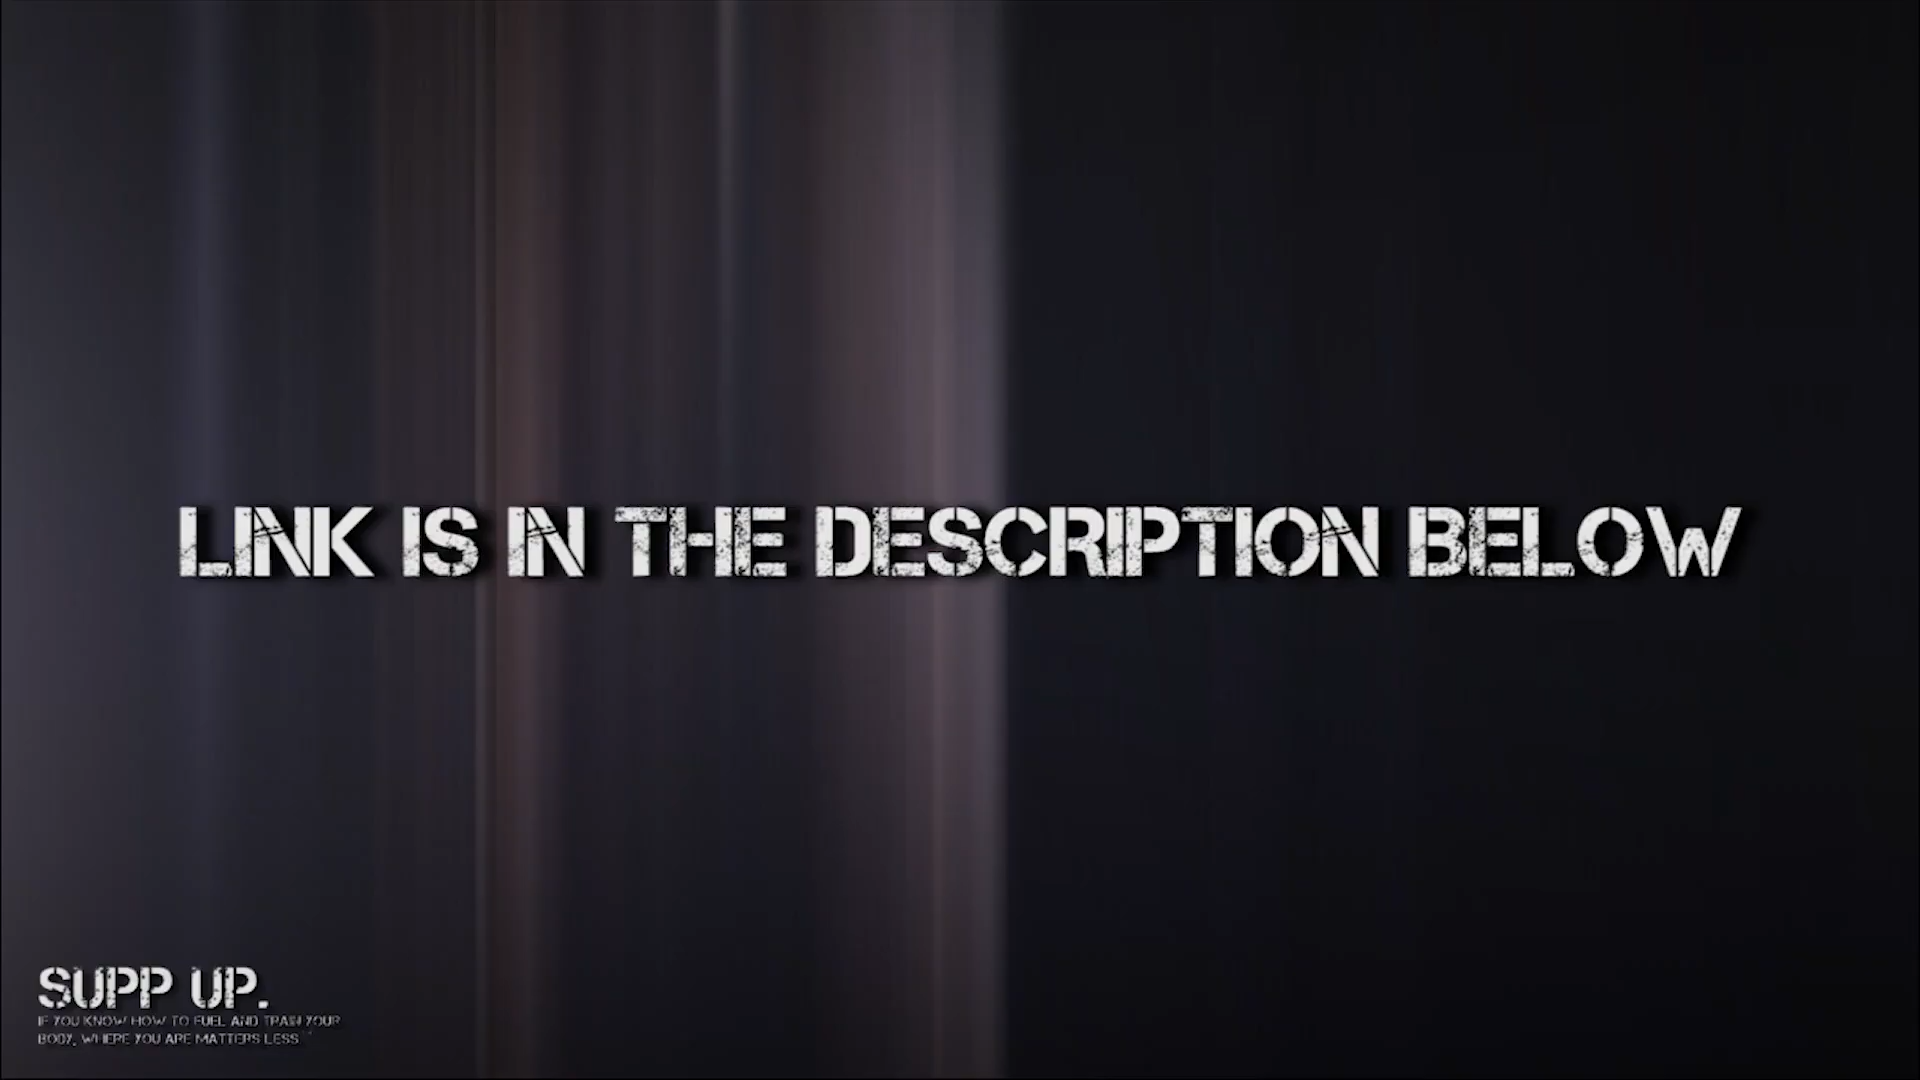 LINK IS IN THE DESCRIPTION BELOW
SUPP UP.
IF YOU KNOW HOW TO FUEL AND TRAIN YOUR
BODY, WHERE YOU ARE MATTERS LESS